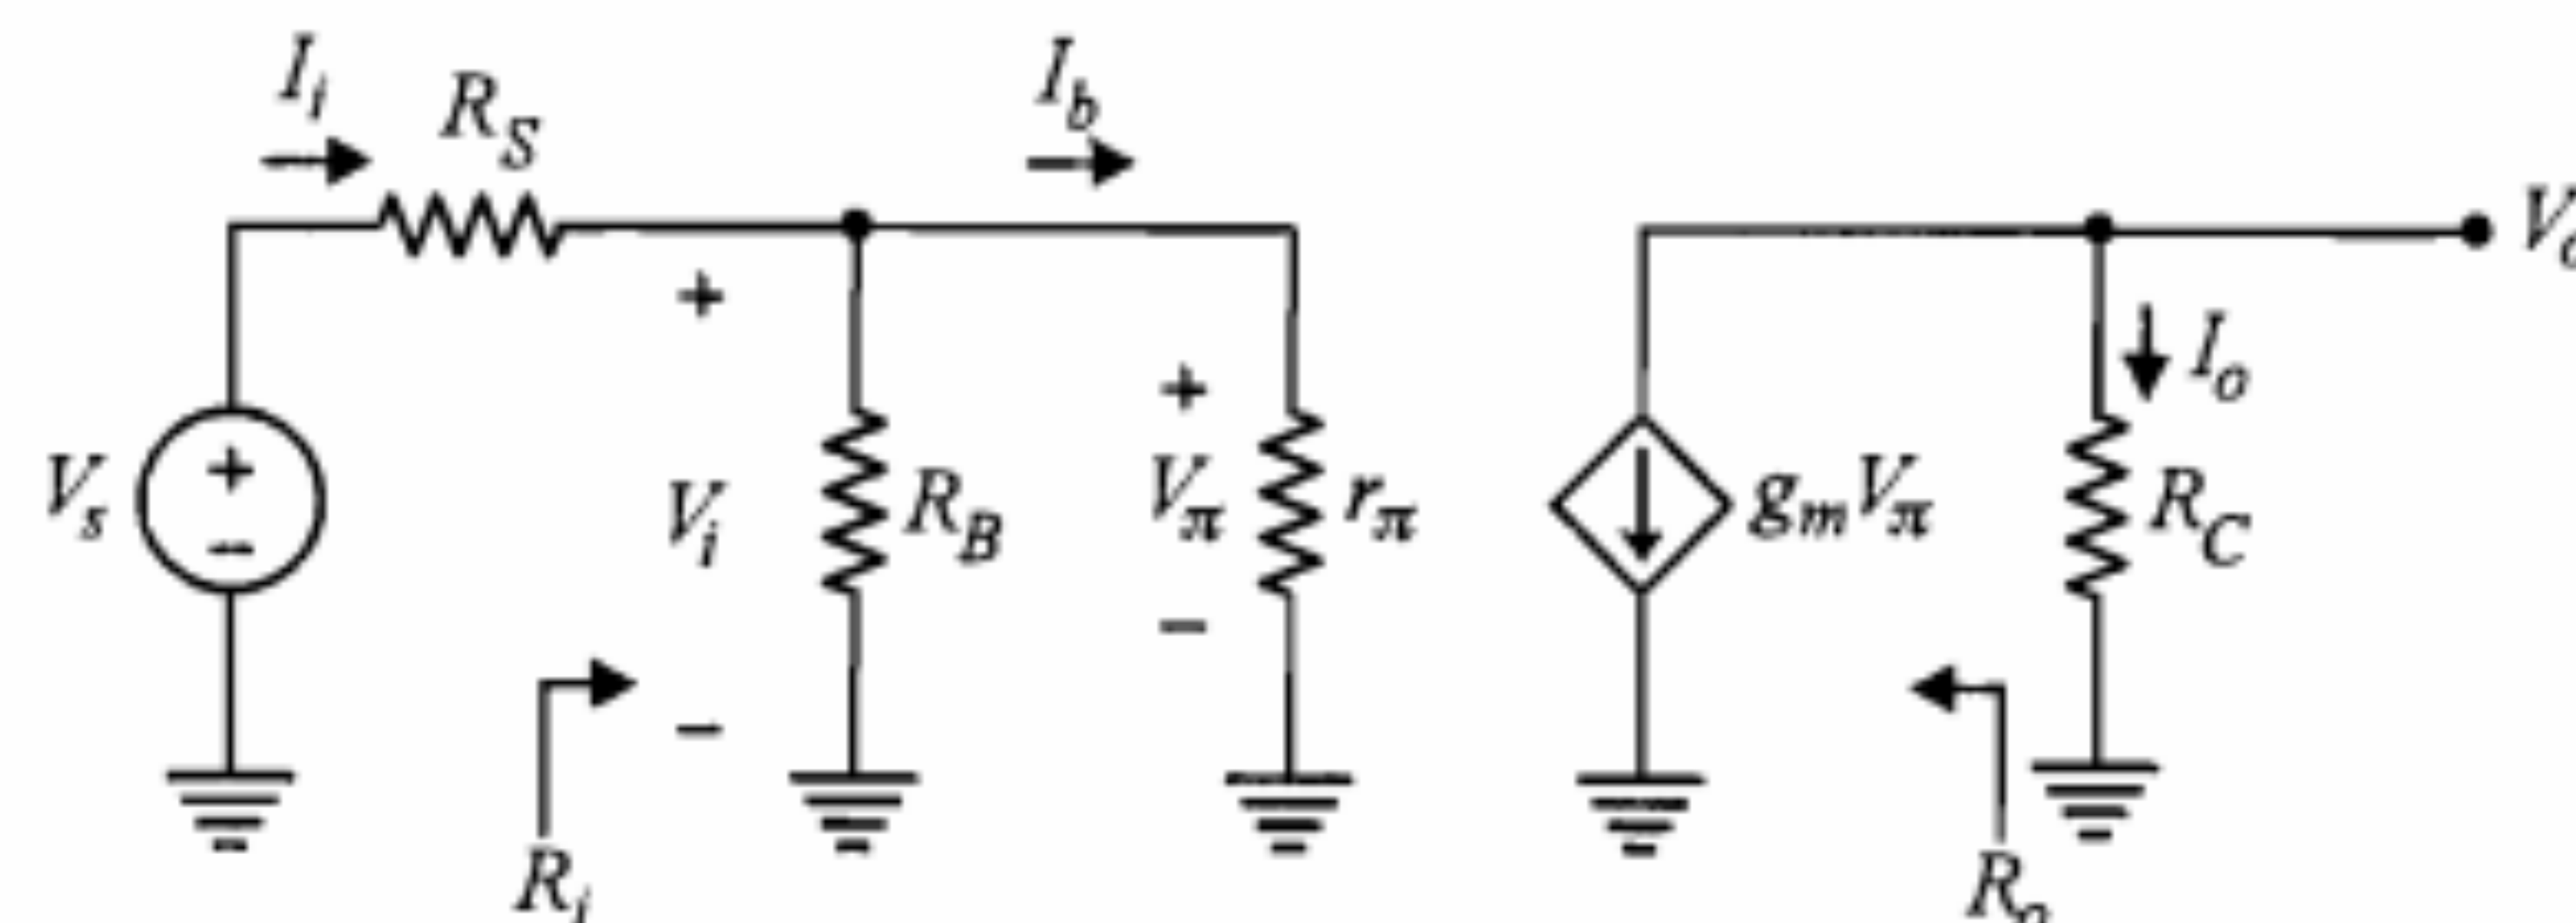 I_i
R_S
I_b
V_o
+
+
I_o
V_s
+
−
V_i
R_B
V_π
r_π
g_m V_π
R_C
−
−
R_i
R_o